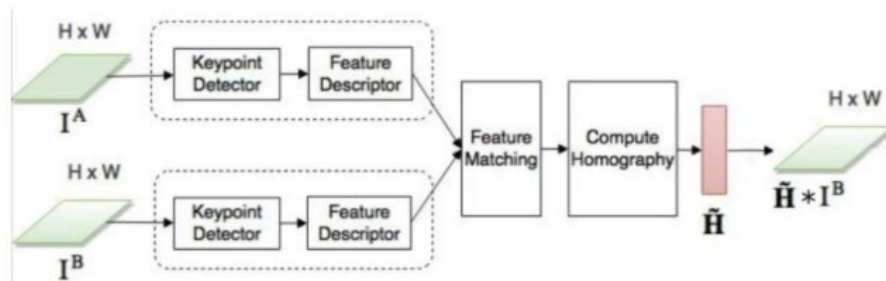 H x W
I^A
Keypoint
Detector
Feature
Descriptor
H x W
I^B
Keypoint
Detector
Feature
Descriptor
Feature
Matching
Compute
Homography
H̃
H x W
H̃ * I^B